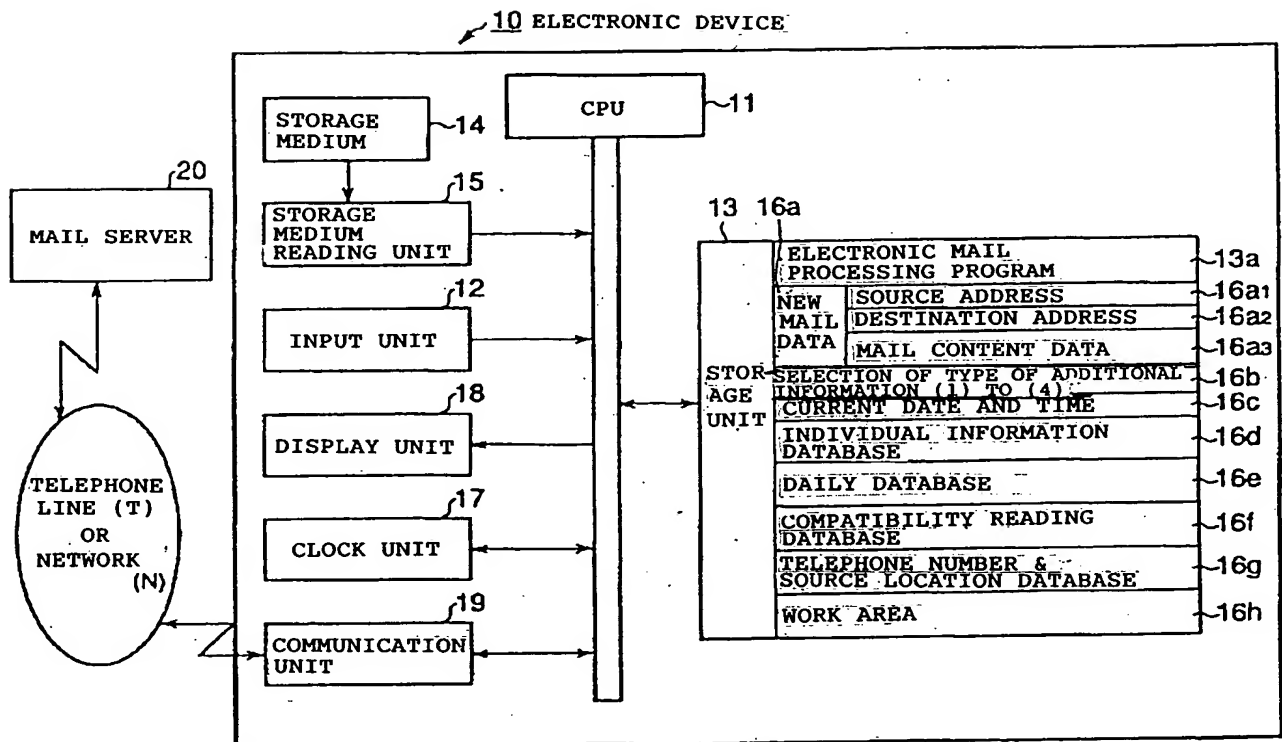 10 ELECTRONIC DEVICE
CPU
11
STORAGE
MEDIUM
14
20
MAIL SERVER
15
STORAGE
MEDIUM
READING UNIT
12
INPUT UNIT
18
DISPLAY UNIT
17
CLOCK UNIT
19
COMMUNICATION
UNIT
TELEPHONE
LINE (T)
OR
NETWORK
(N)
13
16a
STORAGE
UNIT
ELECTRONIC MAIL
PROCESSING PROGRAM
13a
NEW
MAIL
DATA
SOURCE ADDRESS
16a1
DESTINATION ADDRESS
16a2
MAIL CONTENT DATA
16a3
SELECTION OF TYPE OF ADDITIONAL
INFORMATION (1) TO (4)
16b
CURRENT DATE AND TIME
16c
INDIVIDUAL INFORMATION
DATABASE
16d
DAILY DATABASE
16e
COMPATIBILITY READING
DATABASE
16f
TELEPHONE NUMBER &
SOURCE LOCATION DATABASE
16g
WORK AREA
16h